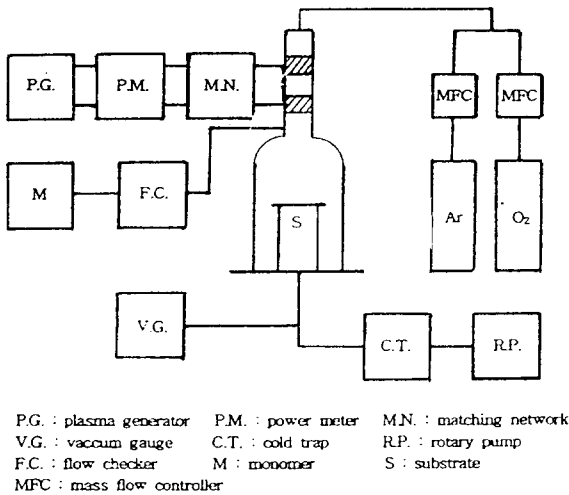 P.G. P.M. M.N. MFC MFC
M F.C. S Ar O₂
V.G. C.T. R.P.
P.G. : plasma generator P.M. : power meter M.N. : matching network
V.G. : vaccum gauge C.T. : cold trap R.P. : rotary pump
F.C. : flow checker M : monomer S : substrate
MFC : mass flow controller